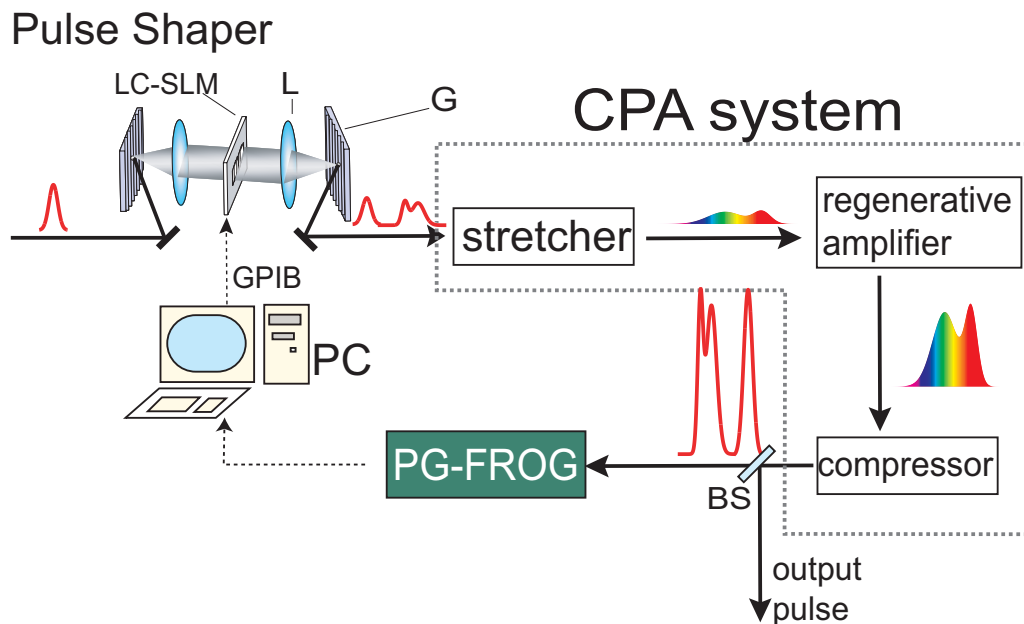 Pulse Shaper
LC-SLM
L
G
CPA system
stretcher
regenerative
amplifier
GPIB
PC
PG-FROG
BS
compressor
output
pulse